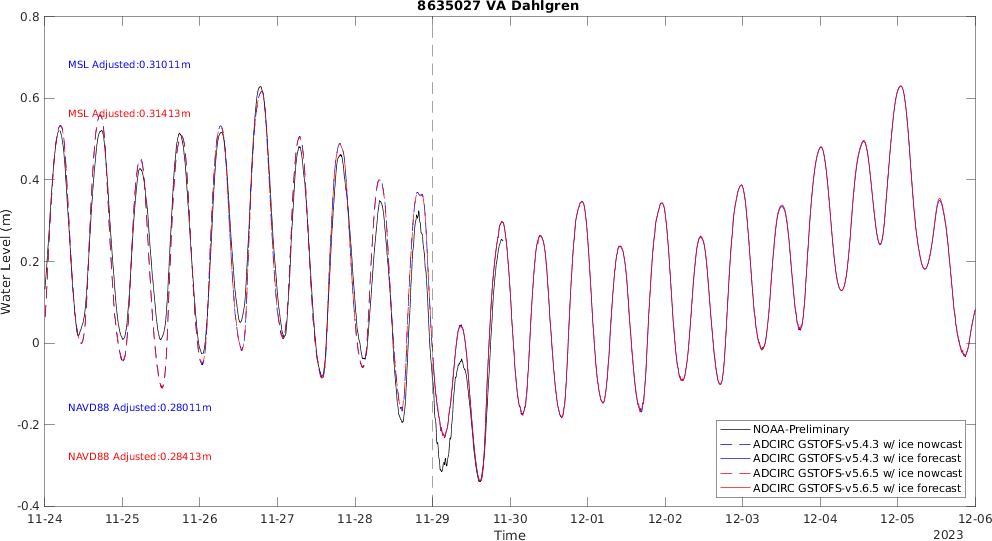 8635027 VA Dahlgren
0.8
0.6
0.4
0.2
0
-0.2
-0.4
Water Level (m)
MSL Adjusted:0.31011m
MSL Adjusted:0.31413m
NAVD88 Adjusted:0.28011m
NAVD88 Adjusted:0.28413m
NOAA-Preliminary
ADCIRC GSTOFS-v5.4.3 w/ ice nowcast
ADCIRC GSTOFS-v5.4.3 w/ ice forecast
ADCIRC GSTOFS-v5.6.5 w/ ice nowcast
ADCIRC GSTOFS-v5.6.5 w/ ice forecast
11-24 11-25 11-26 11-27 11-28 11-29 11-30 12-01 12-02 12-03 12-04 12-05 12-06
Time
2023